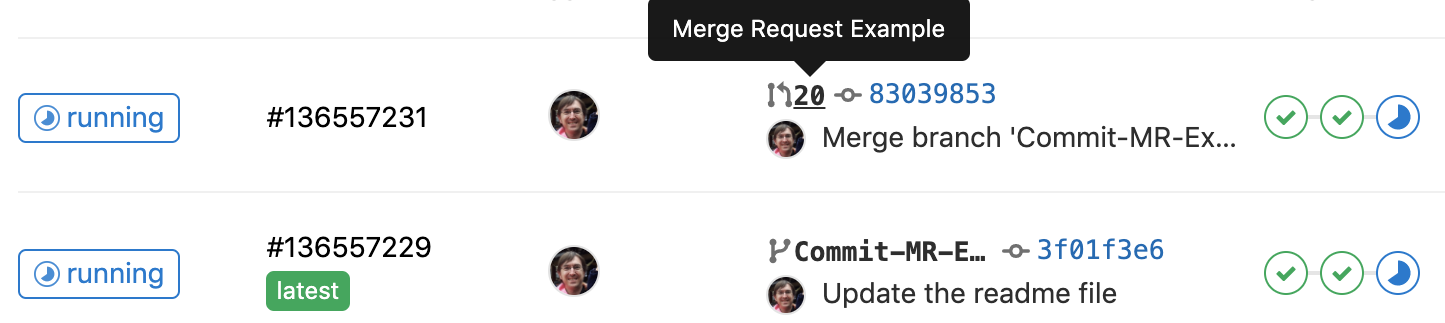 Merge Request Example
running
#136557231
20 83039853
Merge branch 'Commit-MR-Ex...
running
#136557229
latest
Commit-MR-E… 3f01f3e6
Update the readme file